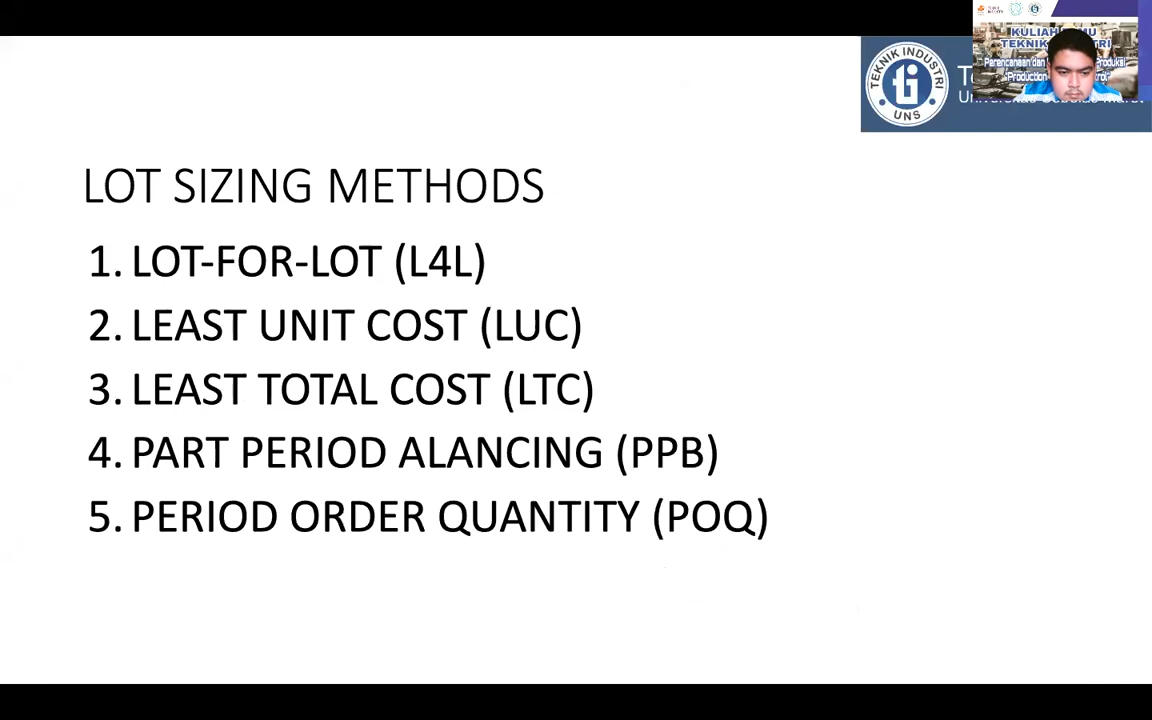 KULIAH
TEKNIK
Perencanaan dan
"Production
TEKNIK INDUSTRI
UNS
LOT SIZING METHODS
1. LOT-FOR-LOT (L4L)
2. LEAST UNIT COST (LUC)
3. LEAST TOTAL COST (LTC)
4. PART PERIOD ALANCING (PPB)
5. PERIOD ORDER QUANTITY (POQ)